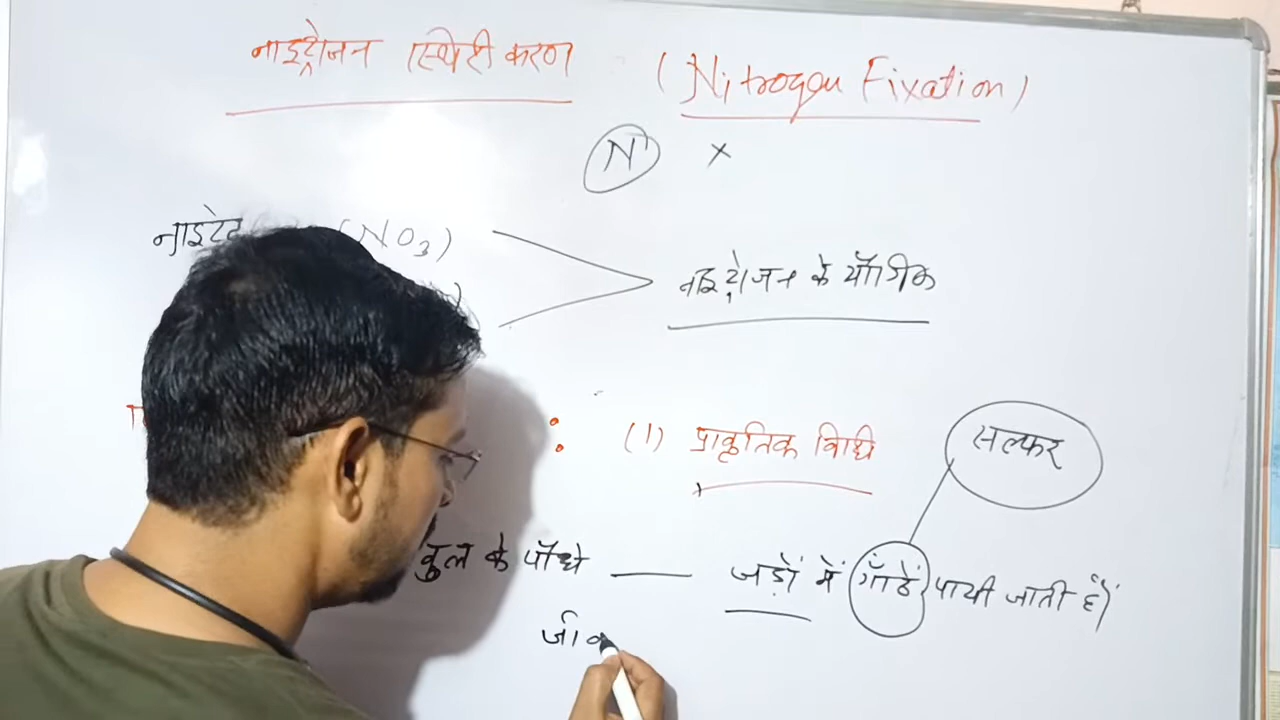 नाइट्रोजन स्थिरीकरण (Nitrogen Fixation)
N x
नाइट्रेट (NO3)
नाइट्रोजन के यौगिक
: (1) प्राकृतिक विधि
सल्फर
कुल के पौधे — जड़ों में गाँठें पायी जाती हैं।